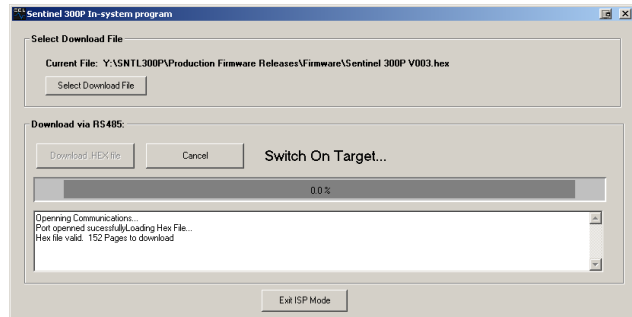 Sentinel 300P In-system program
Select Download File
Current File: Y:\SNTL300P\Production Firmware Releases\Firmware\Sentinel 300P V003.hex
Select Download File
Download via RS485:
Download .HEX file
Cancel
Switch On Target...
0.0 %
Openning Communications...
Port openned sucessfullyLoading Hex File...
Hex file valid. 152 Pages to download
Exit ISP Mode